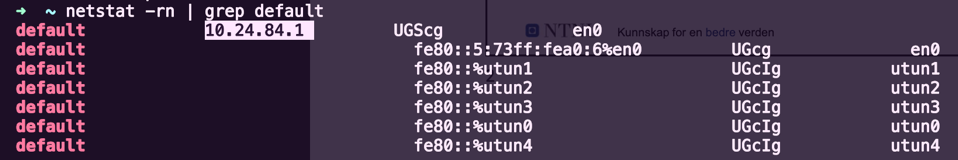 ➜ ~ netstat -rn | grep default
default 10.24.84.1 UGScg en0
NTNU Kunnskap for en bedre verden
default fe80::5:73ff:fea0:6%en0 UGcg en0
default fe80::%utun1 UGcIg utun1
default fe80::%utun2 UGcIg utun2
default fe80::%utun3 UGcIg utun3
default fe80::%utun0 UGcIg utun0
default fe80::%utun4 UGcIg utun4